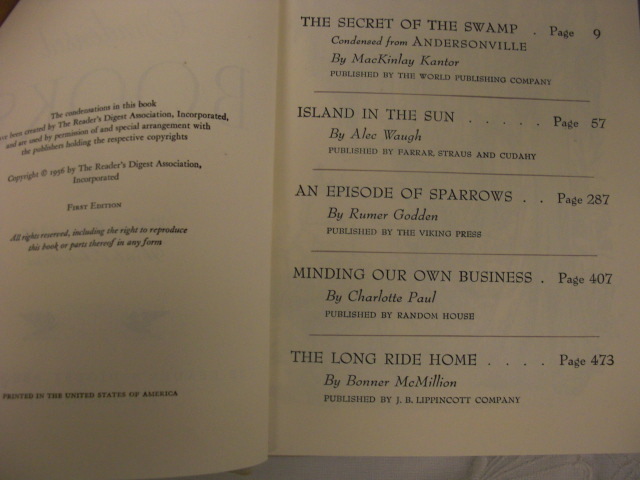 The condensations in this book
been created by The Reader's Digest Association, Incorporated,
and are used by permission of and special arrangement with
the publishers holding the respective copyrights
Copyright © 1956 by The Reader's Digest Association,
Incorporated
FIRST EDITION
All rights reserved, including the right to reproduce
this book or parts thereof in any form
PRINTED IN THE UNITED STATES OF AMERICA
THE SECRET OF THE SWAMP . Page 9
Condensed from ANDERSONVILLE
By MacKinlay Kantor
PUBLISHED BY THE WORLD PUBLISHING COMPANY
ISLAND IN THE SUN . . . . . Page 57
By Alec Waugh
PUBLISHED BY FARRAR, STRAUS AND CUDAHY
AN EPISODE OF SPARROWS . . Page 287
By Rumer Godden
PUBLISHED BY THE VIKING PRESS
MINDING OUR OWN BUSINESS . Page 407
By Charlotte Paul
PUBLISHED BY RANDOM HOUSE
THE LONG RIDE HOME . . . . Page 473
By Bonner McMillion
PUBLISHED BY J. B. LIPPINCOTT COMPANY